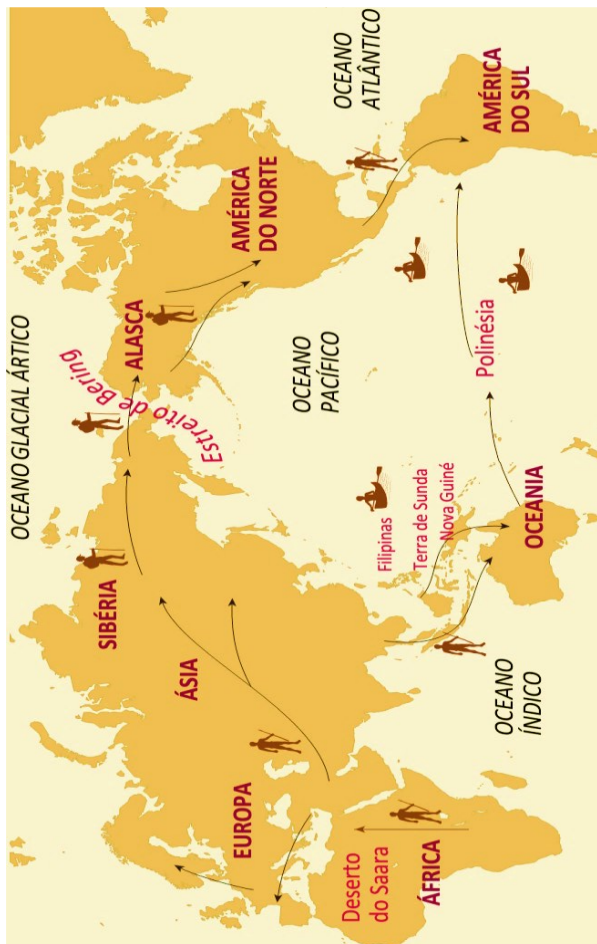 OCEANO GLACIAL ÁRTICO
Estreito de Bering
ALASCA
SIBÉRIA
ÁSIA
EUROPA
AMÉRICA
DO NORTE
OCEANO
ATLÂNTICO
OCEANO
PACÍFICO
Deserto
do Saara
ÁFRICA
Filipinas
Terra de Sunda
Nova Guiné
Polinésia
AMÉRICA
DO SUL
OCEANO
ÍNDICO
OCEANIA